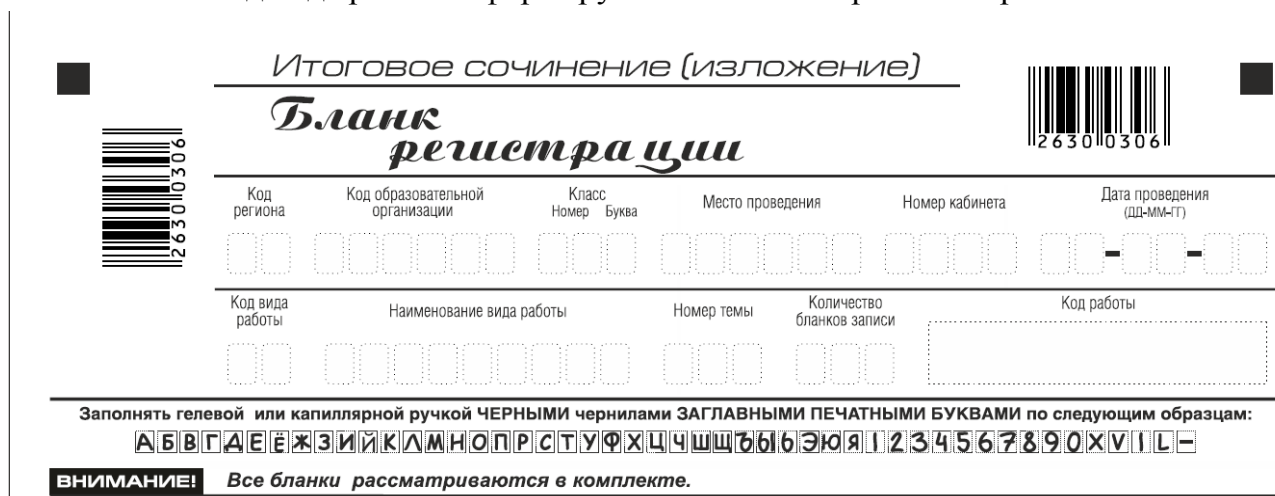 Итоговое сочинение (изложение)
Бланк
регистрации
2630 0306
2630 0306
Код региона
Код образовательной организации
Класс
Номер Буква
Место проведения
Номер кабинета
Дата проведения
(ДД-ММ-ГГ)
Код вида работы
Наименование вида работы
Номер темы
Количество бланков записи
Код работы
Заполнять гелевой или капиллярной ручкой ЧЕРНЫМИ чернилами ЗАГЛАВНЫМИ ПЕЧАТНЫМИ БУКВАМИ по следующим образцам:
АБВГДЕЁЖЗИЙКЛМНОПРСТУФХЦЧШЩЪЫЬЭЮЯ1234567890XVIL-
ВНИМАНИЕ! Все бланки рассматриваются в комплекте.